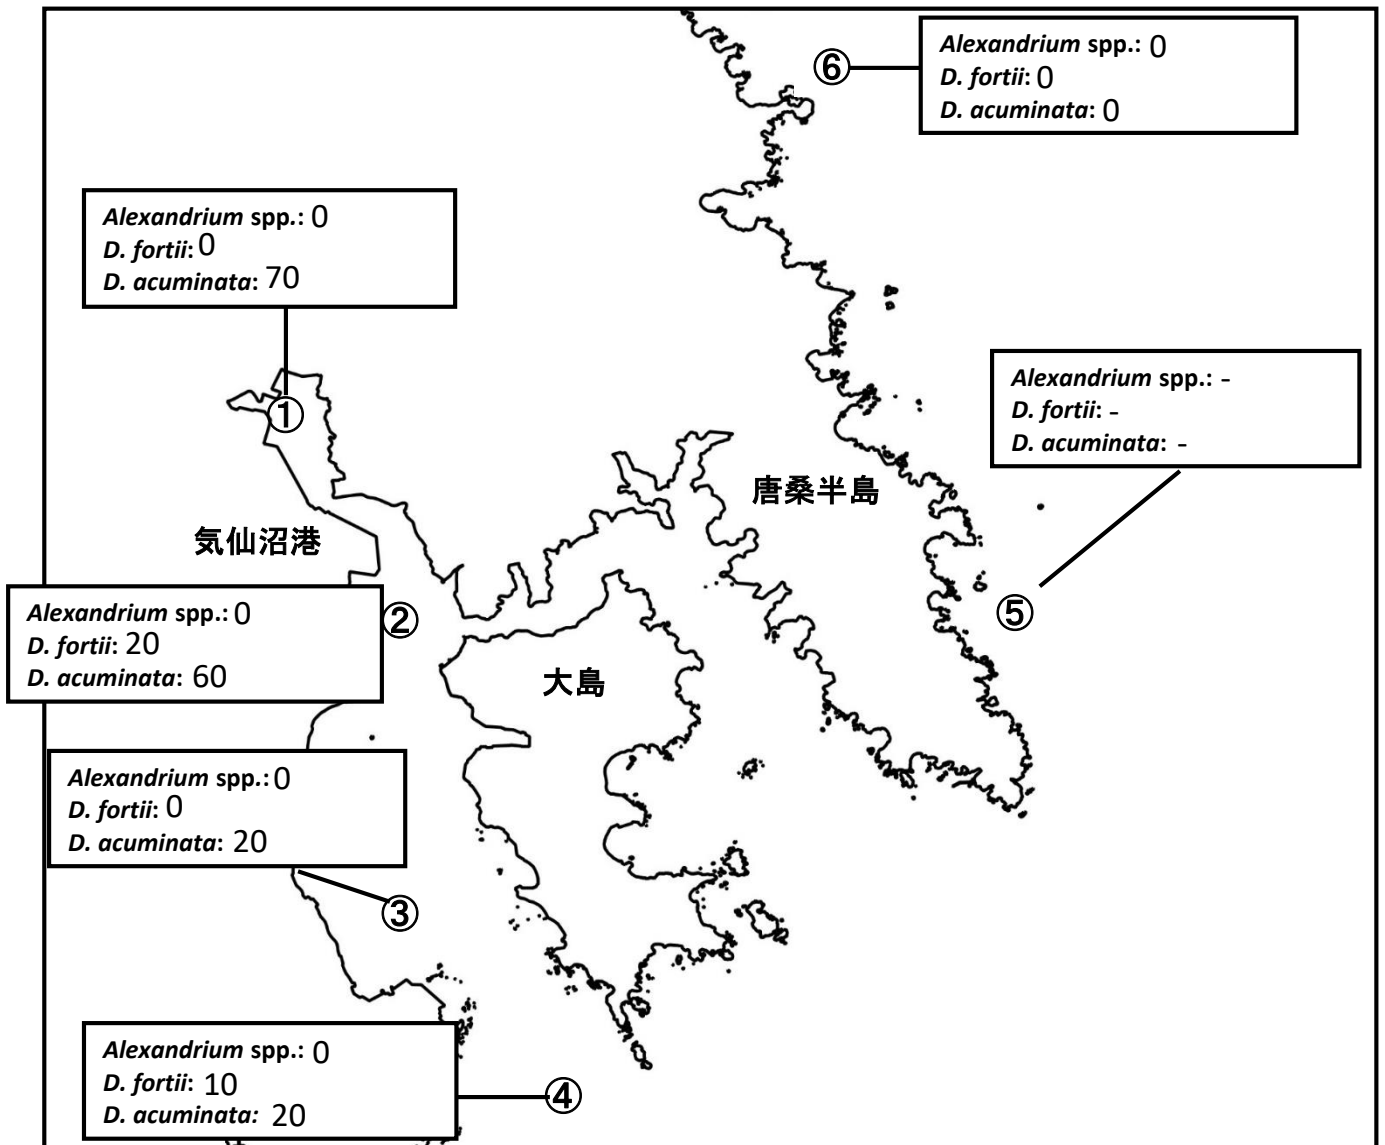 Alexandrium spp.: 0
D. fortii: 0
D. acuminata: 0
⑥
Alexandrium spp.: 0
D. fortii: 0
D. acuminata: 70
①
Alexandrium spp.: -
D. fortii: -
D. acuminata: -
唐桑半島
気仙沼港
⑤
Alexandrium spp.: 0
D. fortii: 20
D. acuminata: 60
②
大島
Alexandrium spp.: 0
D. fortii: 0
D. acuminata: 20
③
Alexandrium spp.: 0
D. fortii: 10
D. acuminata: 20
④